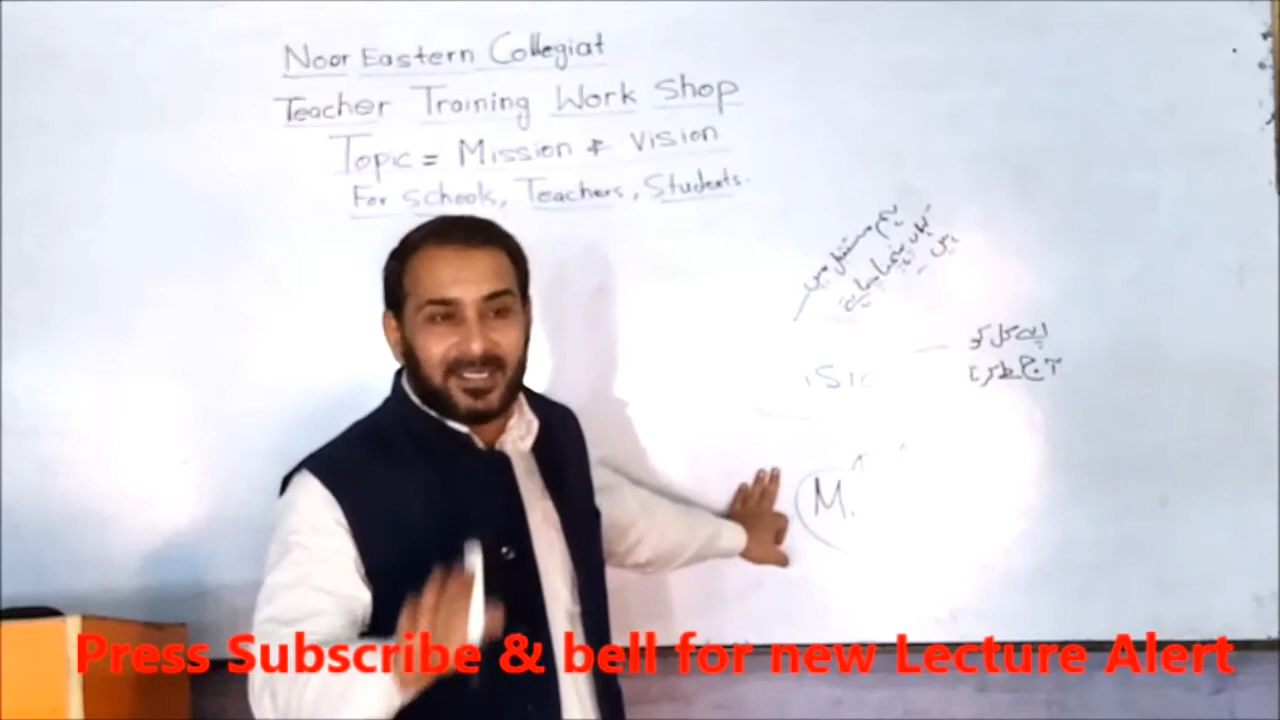 Noor Eastern Collegiat
Teacher Training Work Shop
Topic = Mission & Vision
For Schools, Teachers, Students.
ہم مستقبل میں
کہاں پہنچنا چاہتے
ہیں
اپنے کل کو
آج طے کرنا
M.
Press Subscribe & bell for new Lecture Alert